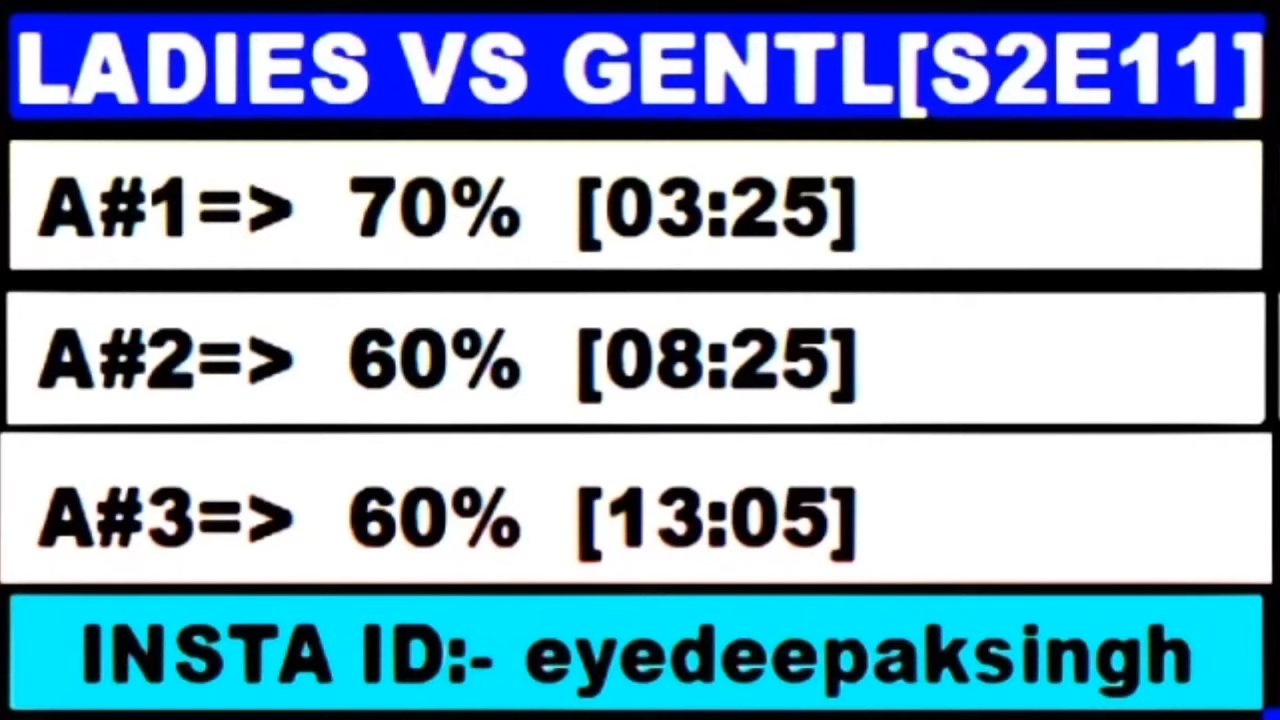 LADIES VS GENTL[S2E11]
A#1=> 70% [03:25]
A#2=> 60% [08:25]
A#3=> 60% [13:05]
INSTA ID:- eyedeepaksingh